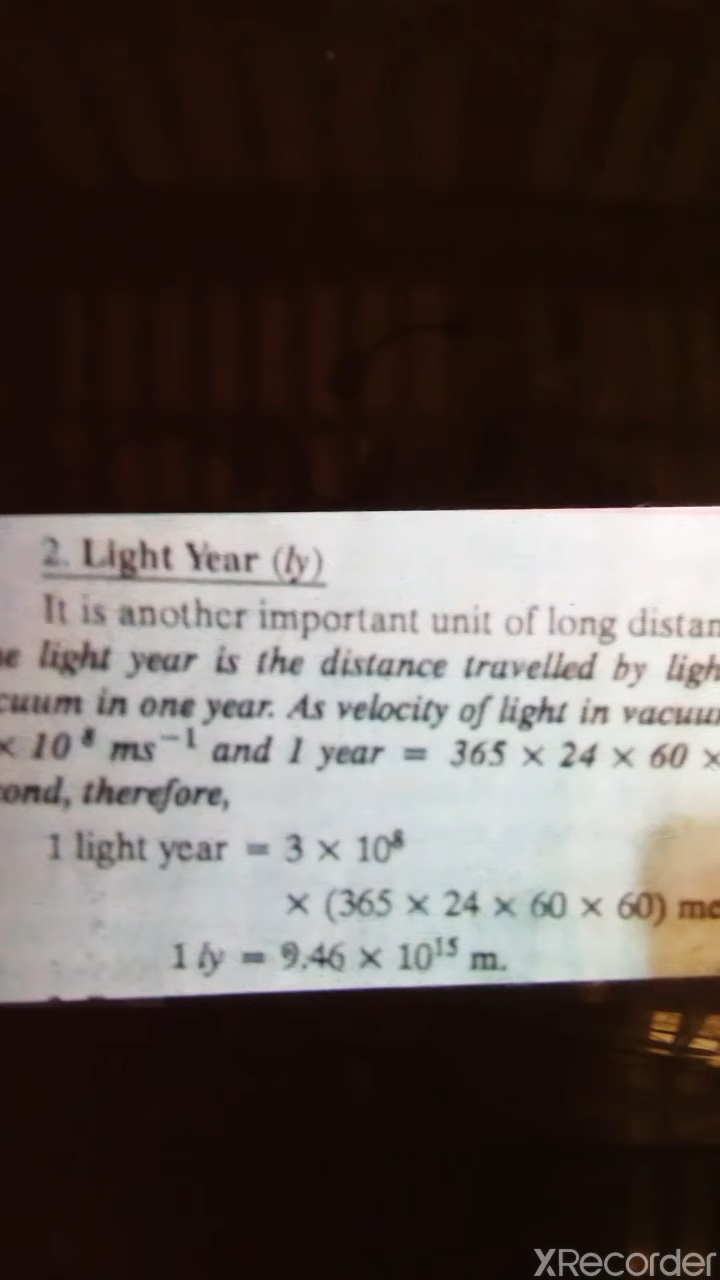 2. Light Year (ly)
It is another important unit of long distan
e light year is the distance travelled by ligh
cuum in one year. As velocity of light in vacuu
× 10⁸ ms⁻¹ and 1 year = 365 × 24 × 60 ×
ond, therefore,
1 light year = 3 × 10⁸
× (365 × 24 × 60 × 60) me
1 ly = 9.46 × 10¹⁵ m.
XRecorder